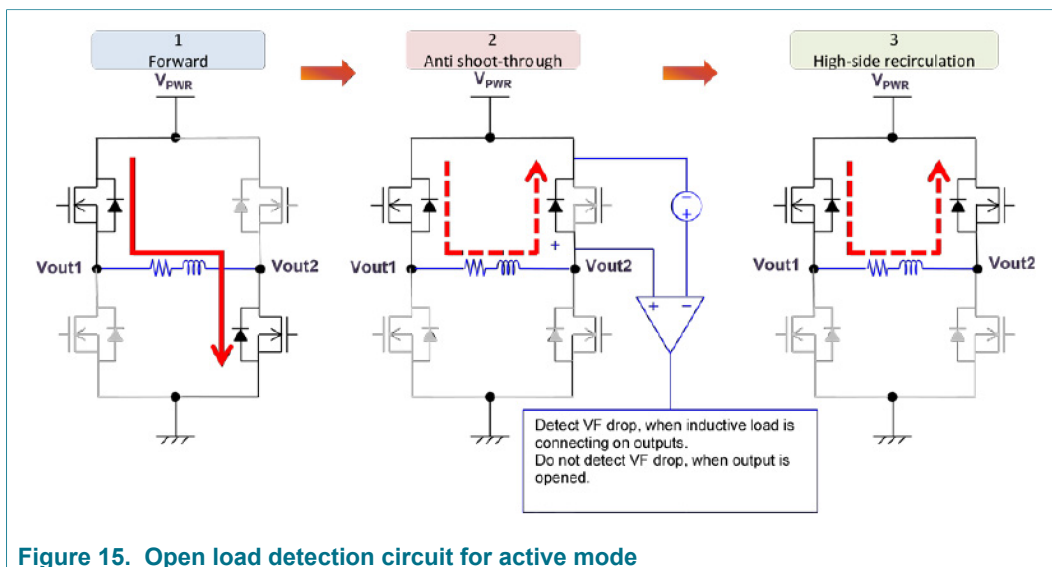 1
Forward
2
Anti shoot-through
3
High-side recirculation
VPWR
VPWR
VPWR
Vout1
Vout2
Vout1
+
Vout2
−
+
+
−
Vout1
Vout2
Detect VF drop, when inductive load is
connecting on outputs.
Do not detect VF drop, when output is
opened.
Figure 15. Open load detection circuit for active mode